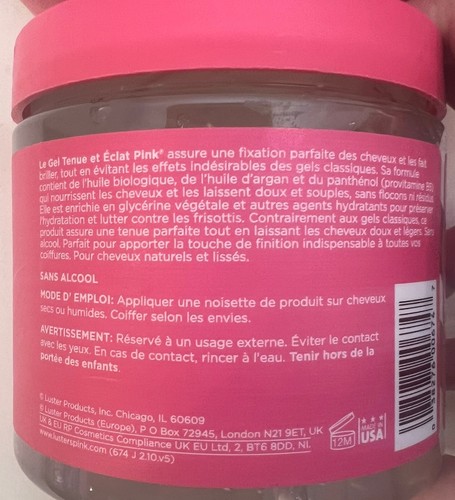 Le Gel Tenue et Éclat Pink® assure une fixation parfaite des cheveux et les fait
briller, tout en évitant les effets indésirables des gels classiques. Sa formule
contient de l'huile biologique, de l'huile d'argan et du panthénol (provitamine B5)
qui nourrissent les cheveux et les laissent doux et souples, sans flocons ni résidus
Elle est enrichie en glycérine végétale et autres agents hydratants pour préserver
l'hydratation et lutter contre les frisottis. Contrairement aux gels classiques, ce
produit assure une tenue parfaite tout en laissant les cheveux doux et légers. Sans
alcool. Parfait pour apporter la touche de finition indispensable à toutes vos
coiffures. Pour cheveux naturels et lissés.
SANS ALCOOL
MODE D' EMPLOI: Appliquer une noisette de produit sur cheveux
secs ou humides. Coiffer selon les envies.
AVERTISSEMENT: Réservé à un usage externe. Éviter le contact
avec les yeux. En cas de contact, rincer à l'eau. Tenir hors de la
portée des enfants.
© Luster Products, Inc. Chicago, IL 60609
© Luster Products (Europe), P O Box 72945, London N21 9ET, UK
UK & EU RP Cosmetics Compliance UK EU Ltd, 2, BT6 8DD, NI.
www.lusterspink.com (674 J 2.10.v5)
12M
MADE IN
USA